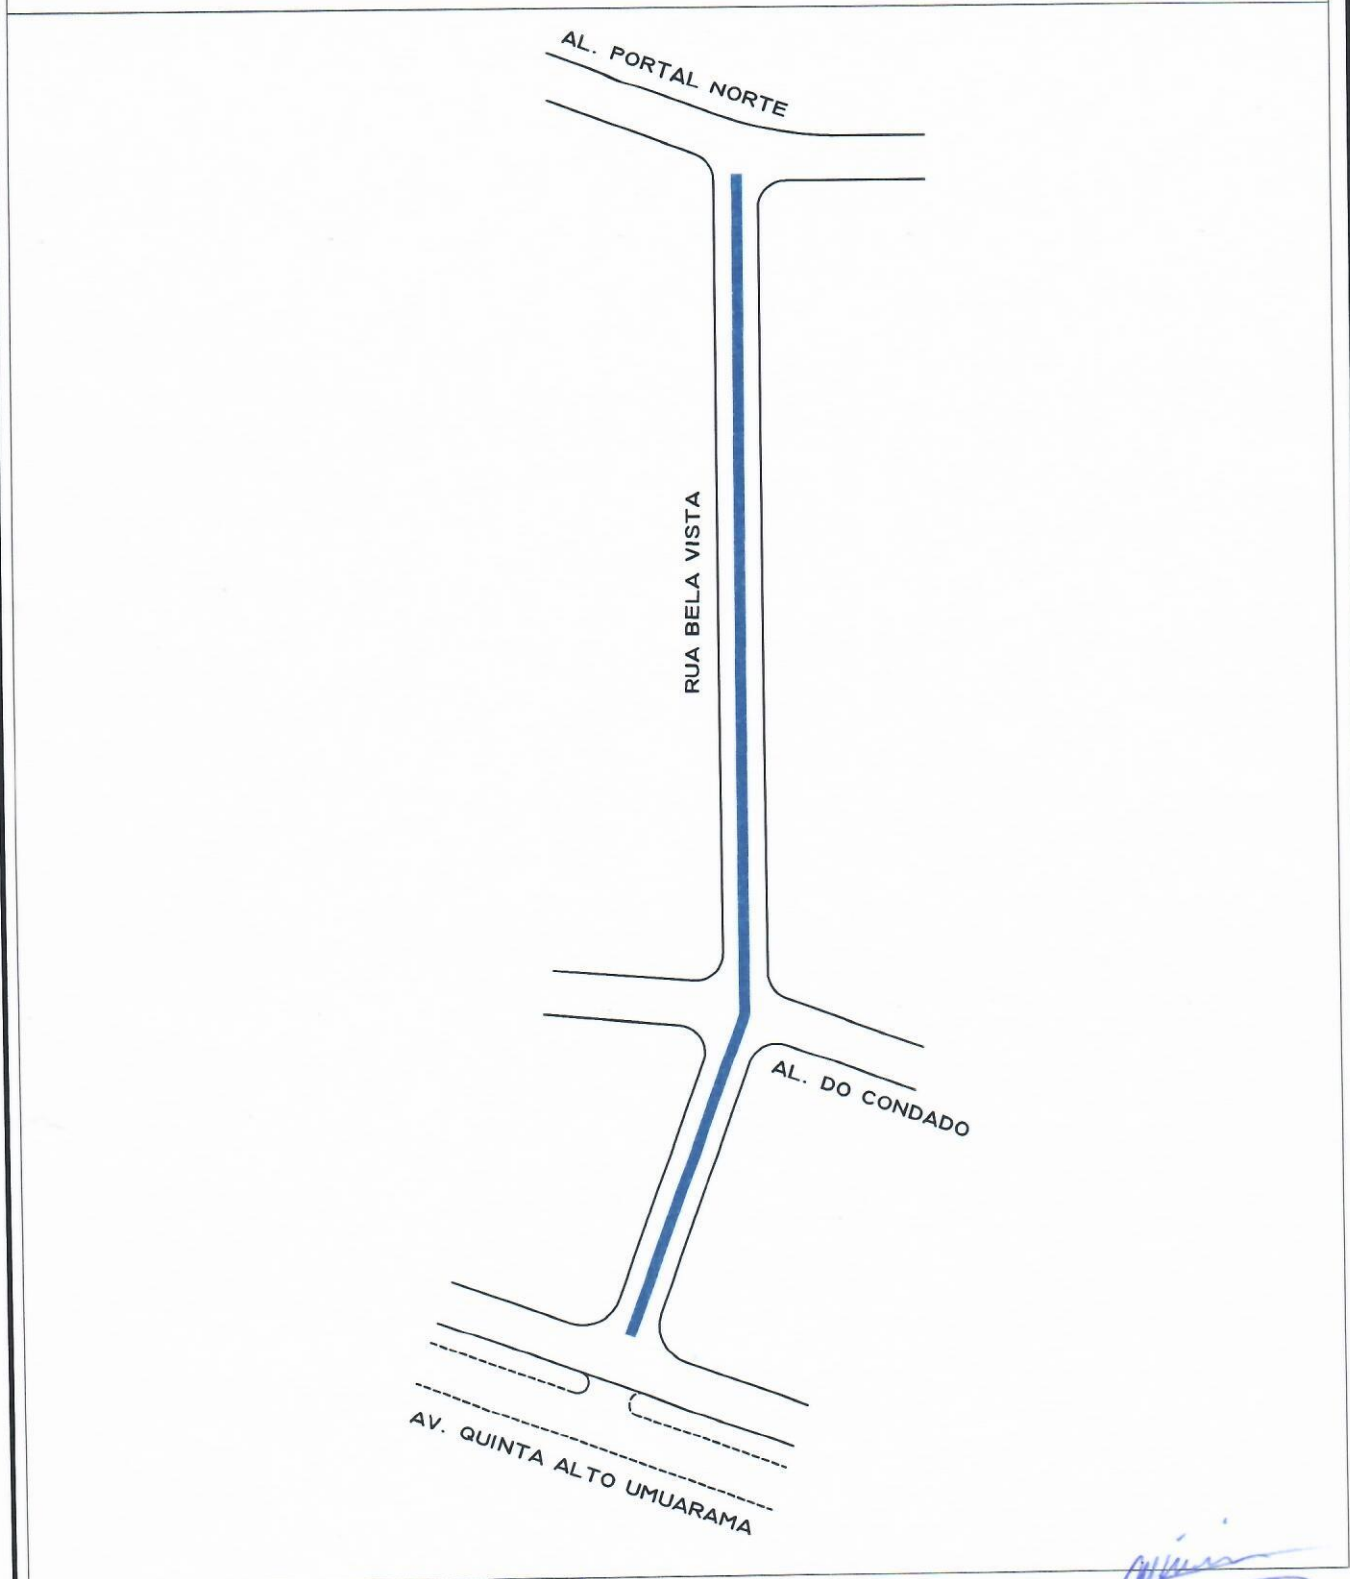 AL. PORTAL NORTE
RUA BELA VISTA
AL. DO CONDADO
AV. QUINTA ALTO UMUARAMA